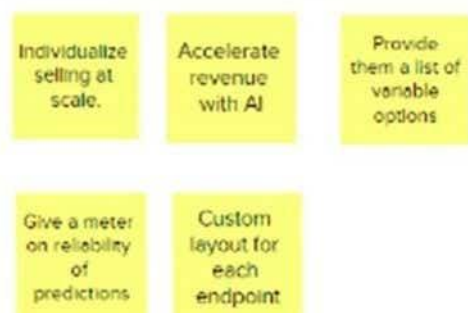 Individualize
selling at
scale.
Accelerate
revenue
with AI
Provide
them a list of
variable
options
Give a meter
on reliability
of
predictions
Custom
layout for
each
endpoint